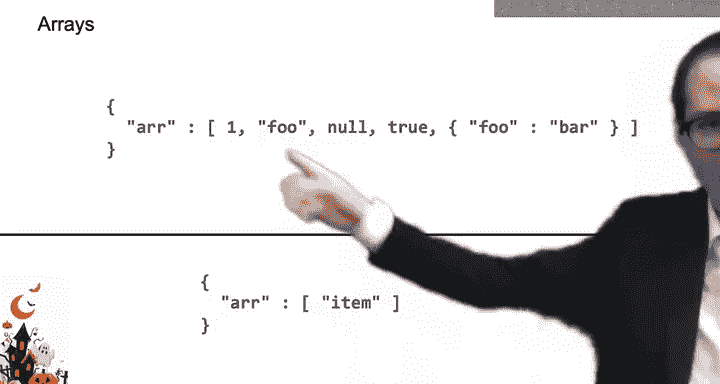 Arrays
{
"arr" : [ 1, "foo", null, true, { "foo" : "bar" } ]
}
{
"arr" : [ "item" ]
}